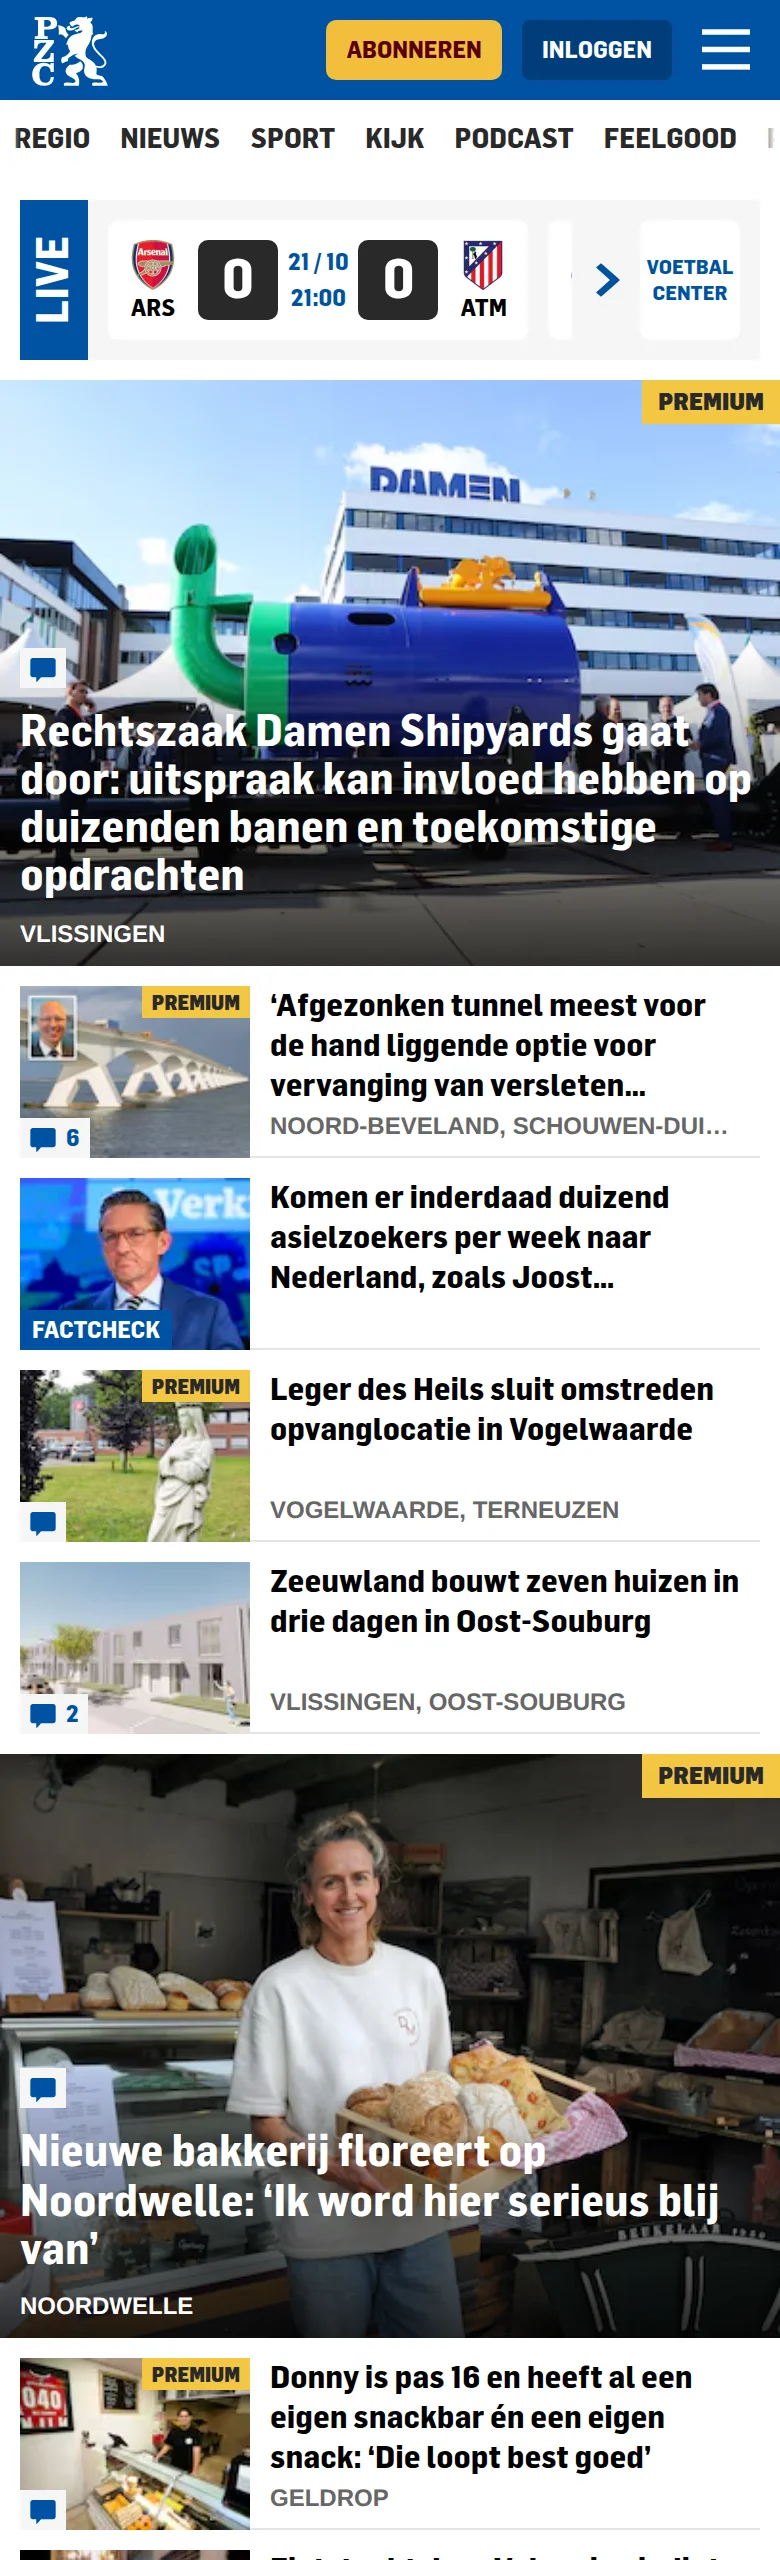 PZC
ABONNEREN
INLOGGEN
REGIO NIEUWS SPORT KIJK PODCAST FEELGOOD
LIVE
Arsenal
ARS
0
21 / 10
21:00
0
ATM
VOETBAL
CENTER
PREMIUM
DAMEN
Rechtszaak Damen Shipyards gaat
door: uitspraak kan invloed hebben op
duizenden banen en toekomstige
opdrachten
VLISSINGEN
PREMIUM
6
‘Afgezonken tunnel meest voor
de hand liggende optie voor
vervanging van versleten...
NOORD-BEVELAND, SCHOUWEN-DUI...
Verk
SP
FACTCHECK
Komen er inderdaad duizend
asielzoekers per week naar
Nederland, zoals Joost...
PREMIUM
Leger des Heils sluit omstreden
opvanglocatie in Vogelwaarde
VOGELWAARDE, TERNEUZEN
2
Zeeuwland bouwt zeven huizen in
drie dagen in Oost-Souburg
VLISSINGEN, OOST-SOUBURG
PREMIUM
BEUKELAAR
Nieuwe bakkerij floreert op
Noordwelle: ‘Ik word hier serieus blij
van’
NOORDWELLE
PREMIUM
040
Donny is pas 16 en heeft al een
eigen snackbar én een eigen
snack: ‘Die loopt best goed’
GELDROP